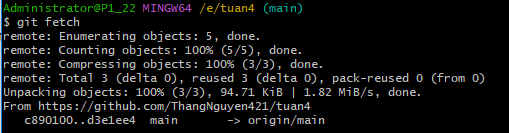 Administrator@P1_22 MINGW64 /e/tuan4 (main)
$ git fetch
remote: Enumerating objects: 5, done.
remote: Counting objects: 100% (5/5), done.
remote: Compressing objects: 100% (3/3), done.
remote: Total 3 (delta 0), reused 3 (delta 0), pack-reused 0 (from 0)
Unpacking objects: 100% (3/3), 94.71 KiB | 1.82 MiB/s, done.
From https://github.com/ThangNguyen421/tuan4
   c890100..d3e1ee4  main       -> origin/main